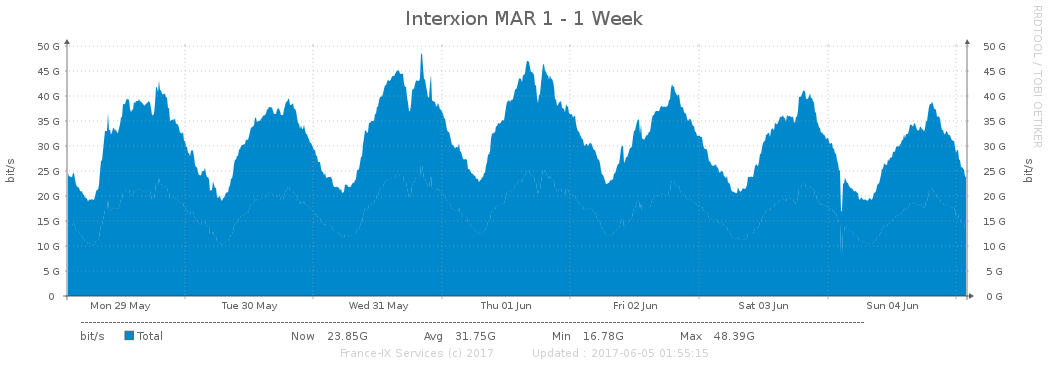 Interxion MAR 1 - 1 Week
RRDTOOL / TOBI OETIKER
bit/s
50 G 50 G
45 G 45 G
40 G 40 G
35 G 35 G
30 G 30 G
25 G 25 G
20 G 20 G
15 G 15 G
10 G 10 G
5 G 5 G
0 0 G
bit/s
Mon 29 May Tue 30 May Wed 31 May Thu 01 Jun Fri 02 Jun Sat 03 Jun Sun 04 Jun
bit/s Total Now 23.85G Avg 31.75G Min 16.78G Max 48.39G
France-IX Services (c) 2017 Updated : 2017-06-05 01:55:15